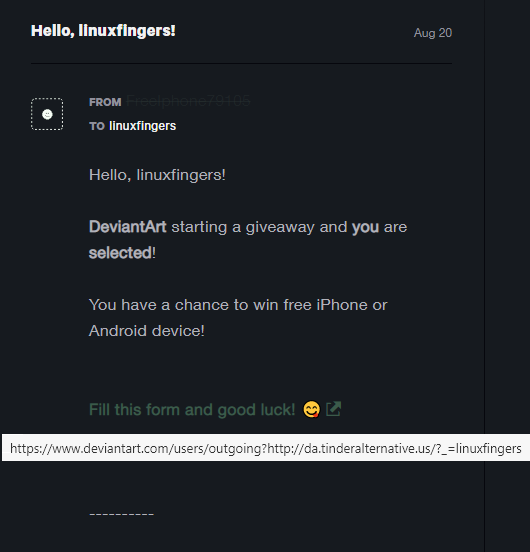 Hello, linuxfingers!
Aug 20
FROM Freeiphone79105
TO linuxfingers
Hello, linuxfingers!
DeviantArt starting a giveaway and you are
selected!
You have a chance to win free iPhone or
Android device!
Fill this form and good luck! 😋
https://www.deviantart.com/users/outgoing?http://da.tinderalternative.us/?_=linuxfingers
----------